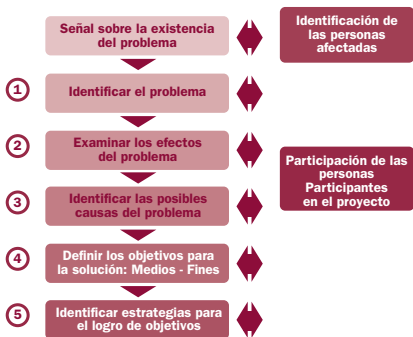 Señal sobre la existencia
del problema
Identificación de
las personas
afectadas
1
Identificar el problema
2
Examinar los efectos
del problema
Participación de las
personas
Participantes
en el proyecto
3
Identificar las posibles
causas del problema
4
Definir los objetivos para
la solución: Medios - Fines
5
Identificar estrategias para
el logro de objetivos